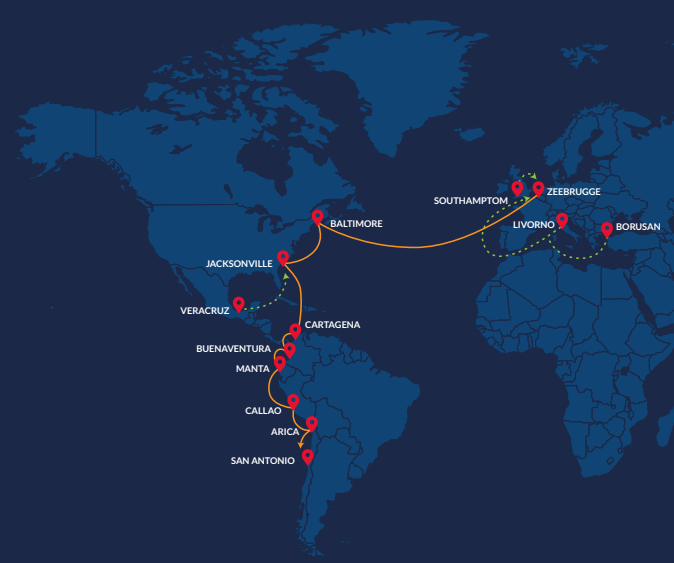 SOUTHAMPTOM
ZEEBRUGGE
BALTIMORE
LIVORNO
BORUSAN
JACKSONVILLE
VERACRUZ
CARTAGENA
BUENAVENTURA
MANTA
CALLAO
ARICA
SAN ANTONIO